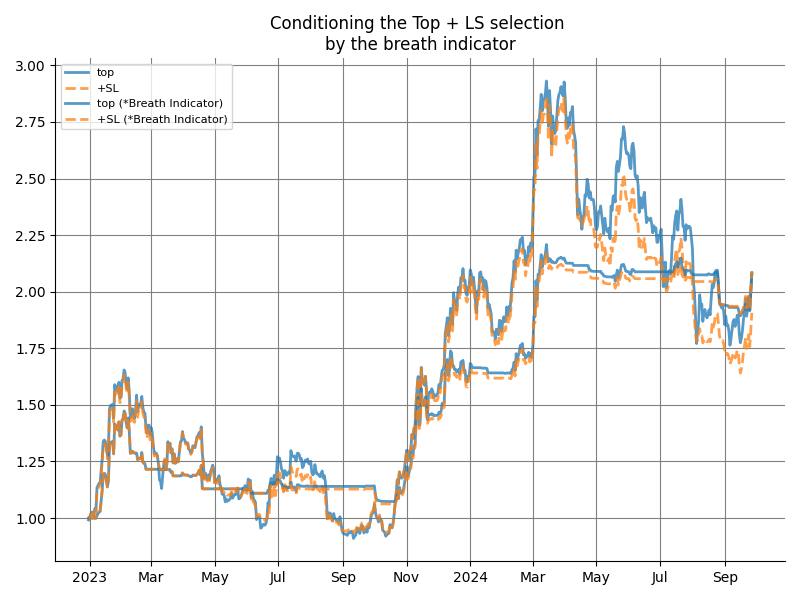 Conditioning the Top + LS selection
by the breath indicator
top
+SL
top (*Breath Indicator)
+SL (*Breath Indicator)
3.00
2.75
2.50
2.25
2.00
1.75
1.50
1.25
1.00
2023 Mar May Jul Sep Nov 2024 Mar May Jul Sep